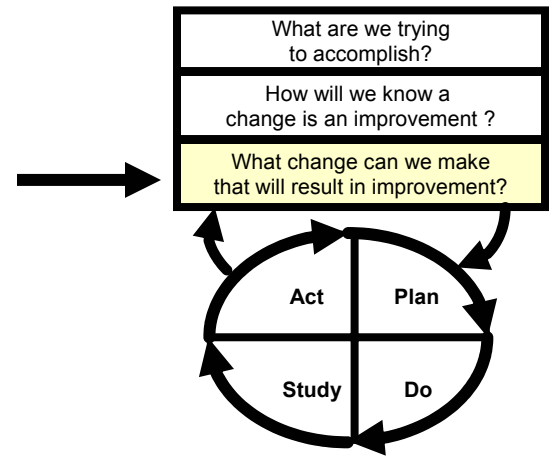 What are we trying
to accomplish?
How will we know a
change is an improvement ?
What change can we make
that will result in improvement?
Act
Plan
Study
Do